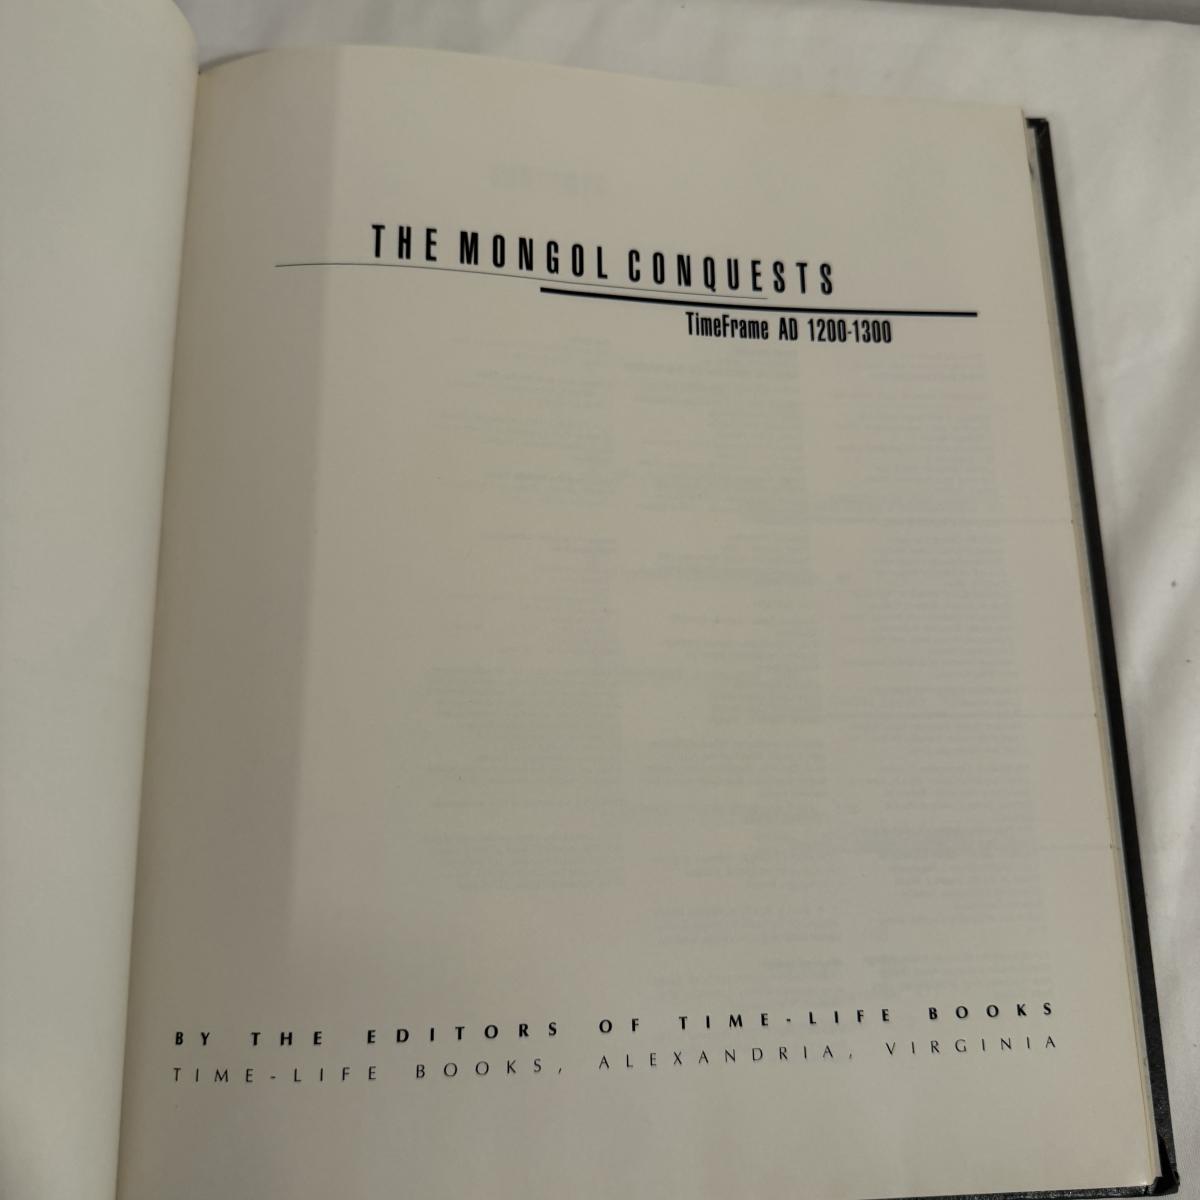 THE MONGOL CONQUESTS
TimeFrame AD 1200-1300
BY THE EDITORS OF TIME-LIFE BOOKS
TIME-LIFE BOOKS, ALEXANDRIA, VIRGINIA